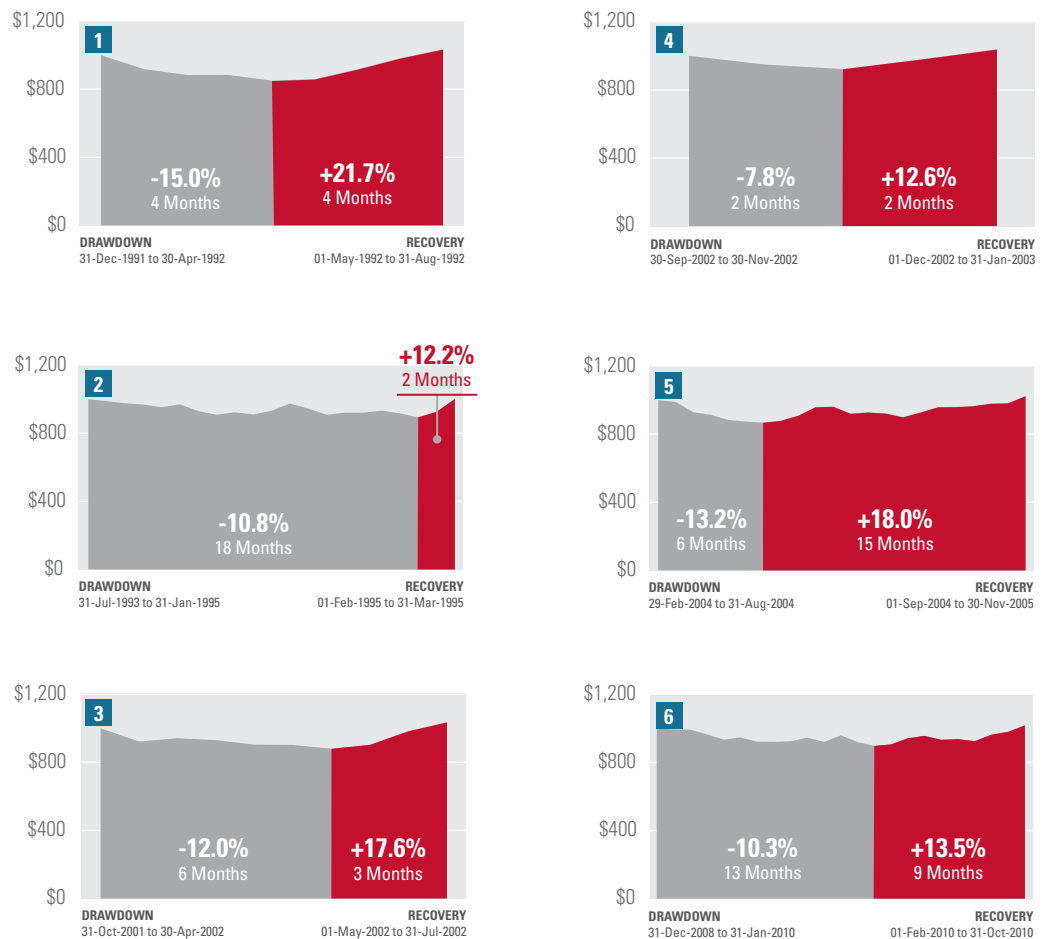 $1,200
1
$800
$400
-15.0%
4 Months
+21.7%
4 Months
$0
DRAWDOWN
RECOVERY
31-Dec-1991 to 30-Apr-1992
01-May-1992 to 31-Aug-1992
$1,200
4
$800
$400
-7.8%
2 Months
+12.6%
2 Months
$0
DRAWDOWN
RECOVERY
30-Sep-2002 to 30-Nov-2002
01-Dec-2002 to 31-Jan-2003
+12.2%
2 Months
$1,200
2
$800
$400
-10.8%
18 Months
$0
DRAWDOWN
RECOVERY
31-Jul-1993 to 31-Jan-1995
01-Feb-1995 to 31-Mar-1995
$1,200
5
$800
$400
-13.2%
6 Months
+18.0%
15 Months
$0
DRAWDOWN
RECOVERY
29-Feb-2004 to 31-Aug-2004
01-Sep-2004 to 30-Nov-2005
$1,200
3
$800
$400
-12.0%
6 Months
+17.6%
3 Months
$0
DRAWDOWN
RECOVERY
31-Oct-2001 to 30-Apr-2002
01-May-2002 to 31-Jul-2002
$1,200
6
$800
$400
-10.3%
13 Months
+13.5%
9 Months
$0
DRAWDOWN
RECOVERY
31-Dec-2008 to 31-Jan-2010
01-Feb-2010 to 31-Oct-2010